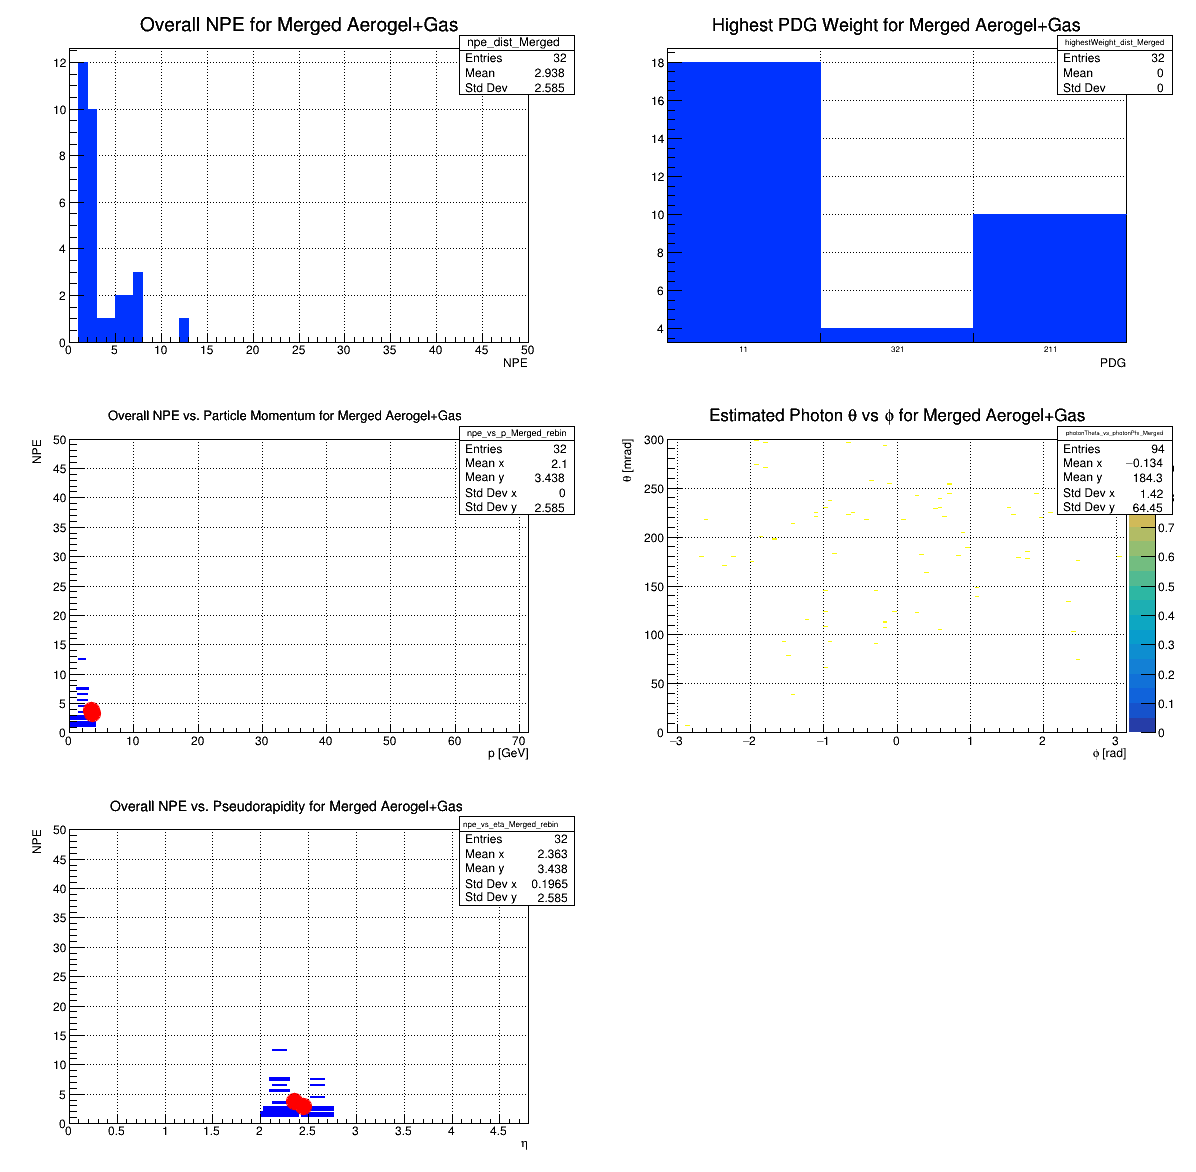 Overall NPE for Merged Aerogel+Gas
npe_dist_Merged
Entries 32
Mean 2.938
Std Dev 2.585
12
10
8
6
4
2
0
0 5 10 15 20 25 30 35 40 45 50
NPE
Highest PDG Weight for Merged Aerogel+Gas
highestWeight_dist_Merged
Entries 32
Mean 0
Std Dev 0
18
16
14
12
10
8
6
4
11 321 211
PDG
Overall NPE vs. Particle Momentum for Merged Aerogel+Gas
npe_vs_p_Merged_rebin
Entries 32
Mean x 2.1
Mean y 3.438
Std Dev x 0
Std Dev y 2.585
NPE
50
45
40
35
30
25
20
15
10
5
0
0 10 20 30 40 50 60 70
p [GeV]
Estimated Photon θ vs ϕ for Merged Aerogel+Gas
photonTheta_vs_photonPhi_Merged
Entries 94
Mean x −0.134
Mean y 184.3
Std Dev x 1.42
Std Dev y 64.45
θ [mrad]
300
250
200
150
100
50
0
−3 −2 −1 0 1 2 3
ϕ [rad]
0.7
0.6
0.5
0.4
0.3
0.2
0.1
0
Overall NPE vs. Pseudorapidity for Merged Aerogel+Gas
npe_vs_eta_Merged_rebin
Entries 32
Mean x 2.363
Mean y 3.438
Std Dev x 0.1965
Std Dev y 2.585
NPE
50
45
40
35
30
25
20
15
10
5
0
0 0.5 1 1.5 2 2.5 3 3.5 4 4.5
η